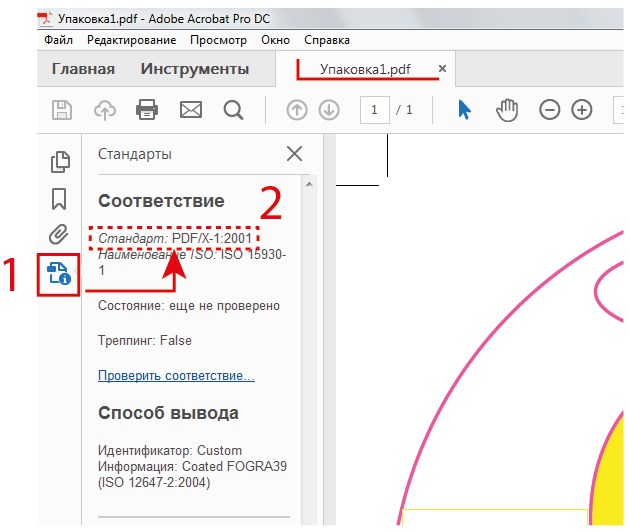 Упаковка1.pdf - Adobe Acrobat Pro DC
Файл Редактирование Просмотр Окно Справка
Главная Инструменты Упаковка1.pdf ×
1 / 1
Стандарты
Соответствие
2
Стандарт: PDF/X-1:2001
Наименование ISO: ISO 15930-
1
1
Состояние: еще не проверено
Треппинг: False
Проверить соответствие...
Способ вывода
Идентификатор: Custom
Информация: Coated FOGRA39
(ISO 12647-2:2004)